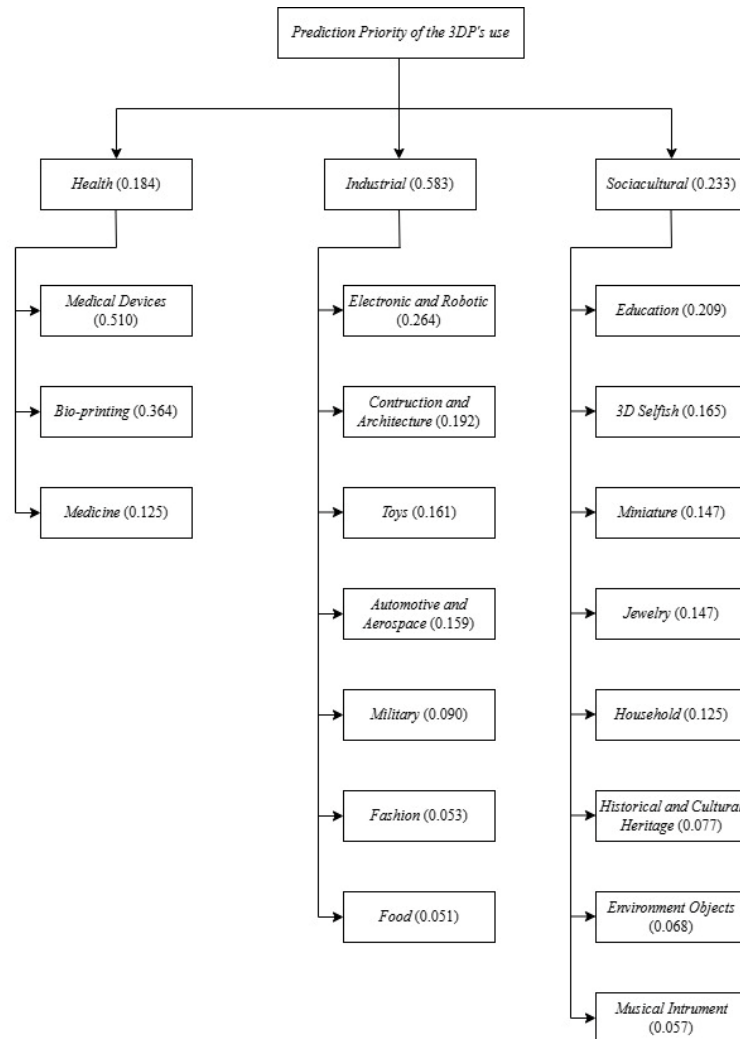 Prediction Priority of the 3DP's use
Health (0.184)
Industrial (0.583)
Sociacultural (0.233)
Medical Devices
(0.510)
Bio-printing (0.364)
Medicine (0.125)
Electronic and Robotic
(0.264)
Contruction and
Architecture (0.192)
Toys (0.161)
Automotive and
Aerospace (0.159)
Military (0.090)
Fashion (0.053)
Food (0.051)
Education (0.209)
3D Selfish (0.165)
Miniature (0.147)
Jewelry (0.147)
Household (0.125)
Historical and Cultural
Heritage (0.077)
Environment Objects
(0.068)
Musical Intrument
(0.057)